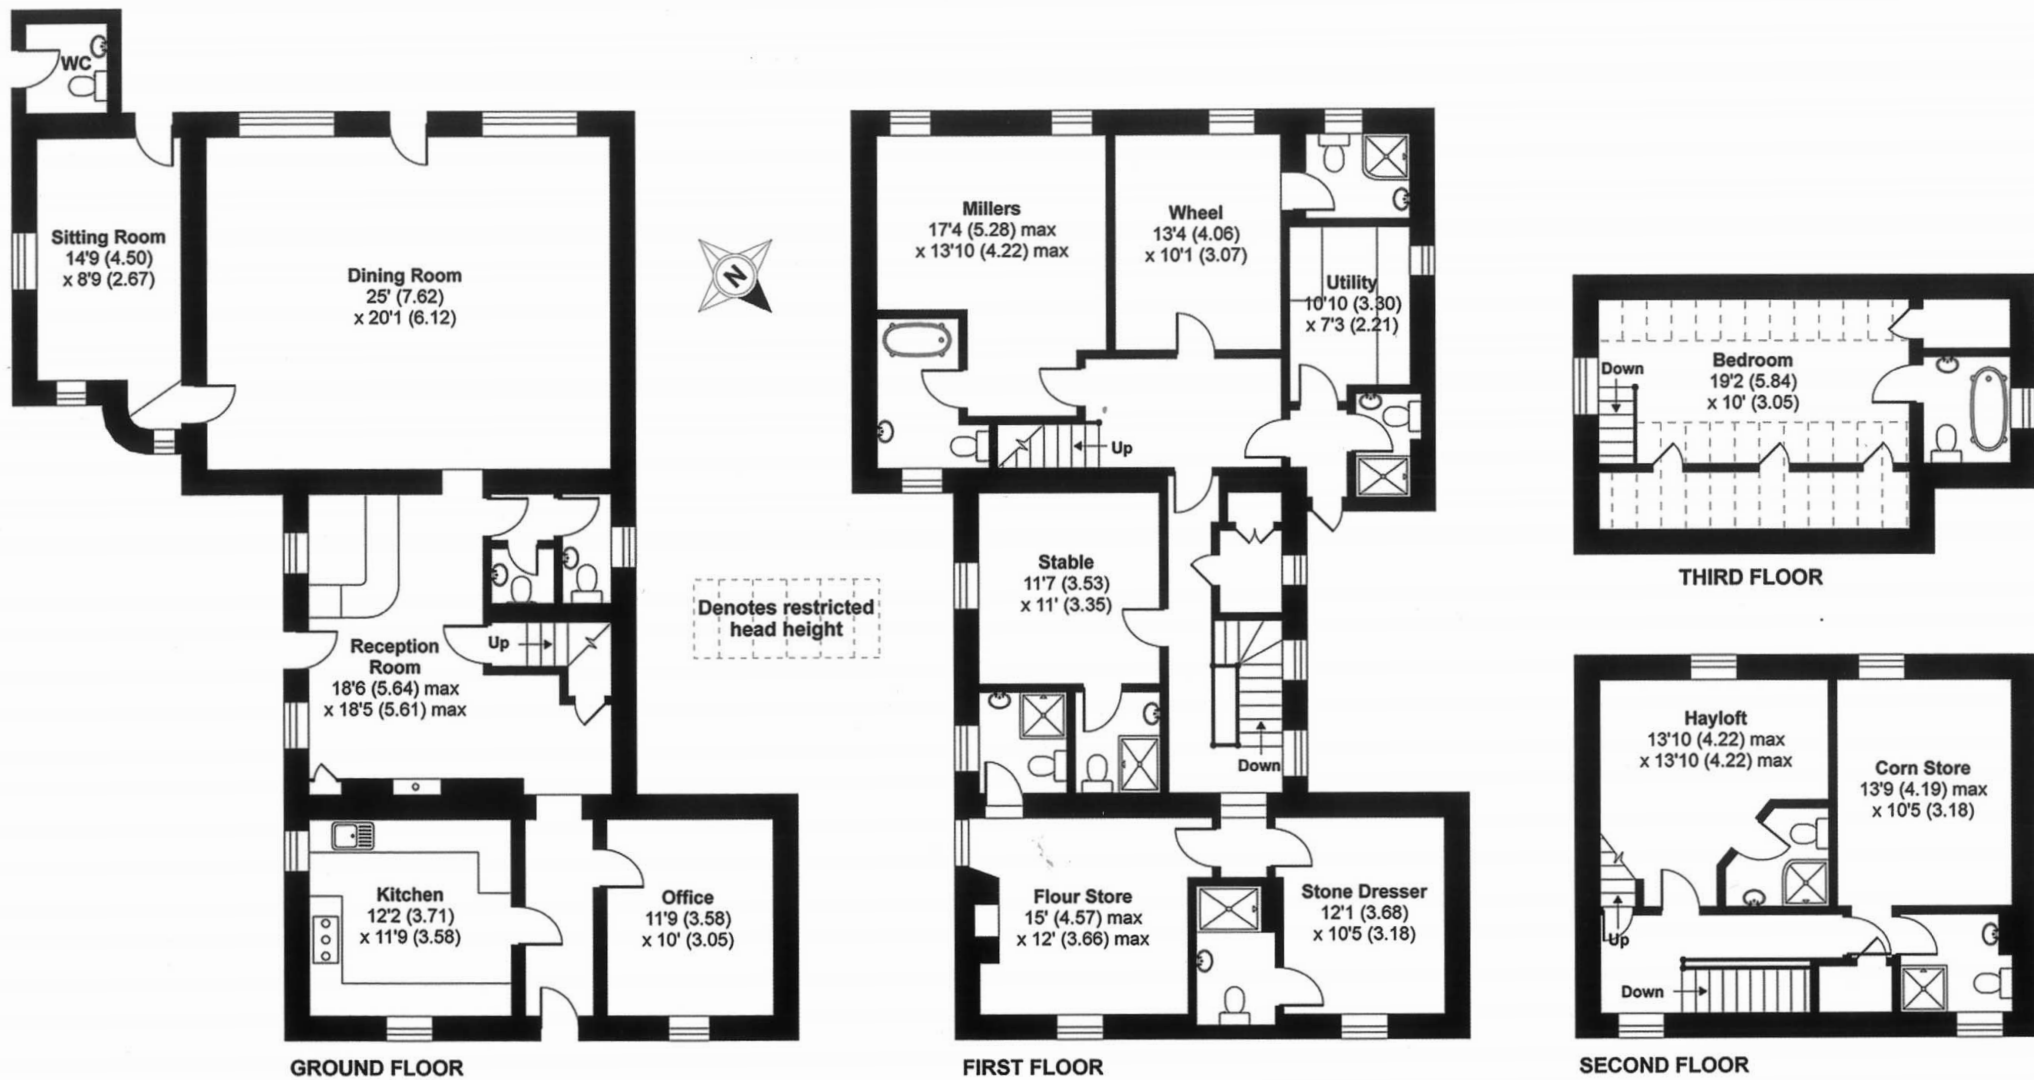 WC
Sitting Room
14'9 (4.50)
x 8'9 (2.67)
Dining Room
25' (7.62)
x 20'1 (6.12)
Reception
Room
18'6 (5.64) max
x 18'5 (5.61) max
Up
Kitchen
12'2 (3.71)
x 11'9 (3.58)
Office
11'9 (3.58)
x 10' (3.05)
GROUND FLOOR
N
Denotes restricted
head height
Millers
17'4 (5.28) max
x 13'10 (4.22) max
Wheel
13'4 (4.06)
x 10'1 (3.07)
Utility
10'10 (3.30)
x 7'3 (2.21)
Up
Stable
11'7 (3.53)
x 11' (3.35)
Down
Flour Store
15' (4.57) max
x 12' (3.66) max
Stone Dresser
12'1 (3.68)
x 10'5 (3.18)
FIRST FLOOR
Down
Bedroom
19'2 (5.84)
x 10' (3.05)
THIRD FLOOR
Hayloft
13'10 (4.22) max
x 13'10 (4.22) max
Corn Store
13'9 (4.19) max
x 10'5 (3.18)
Up
Down
SECOND FLOOR